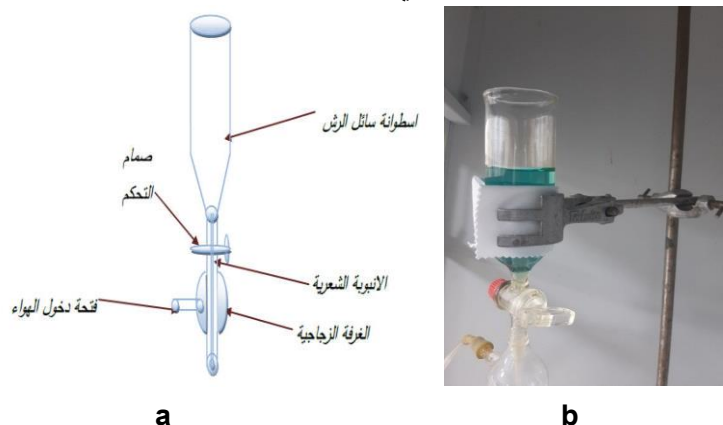 اسطوانة سائل الرش
صمام
التحكم
الانبوبة الشعرية
فتحة دخول الهواء
الغرفة الزجاجية
a
b